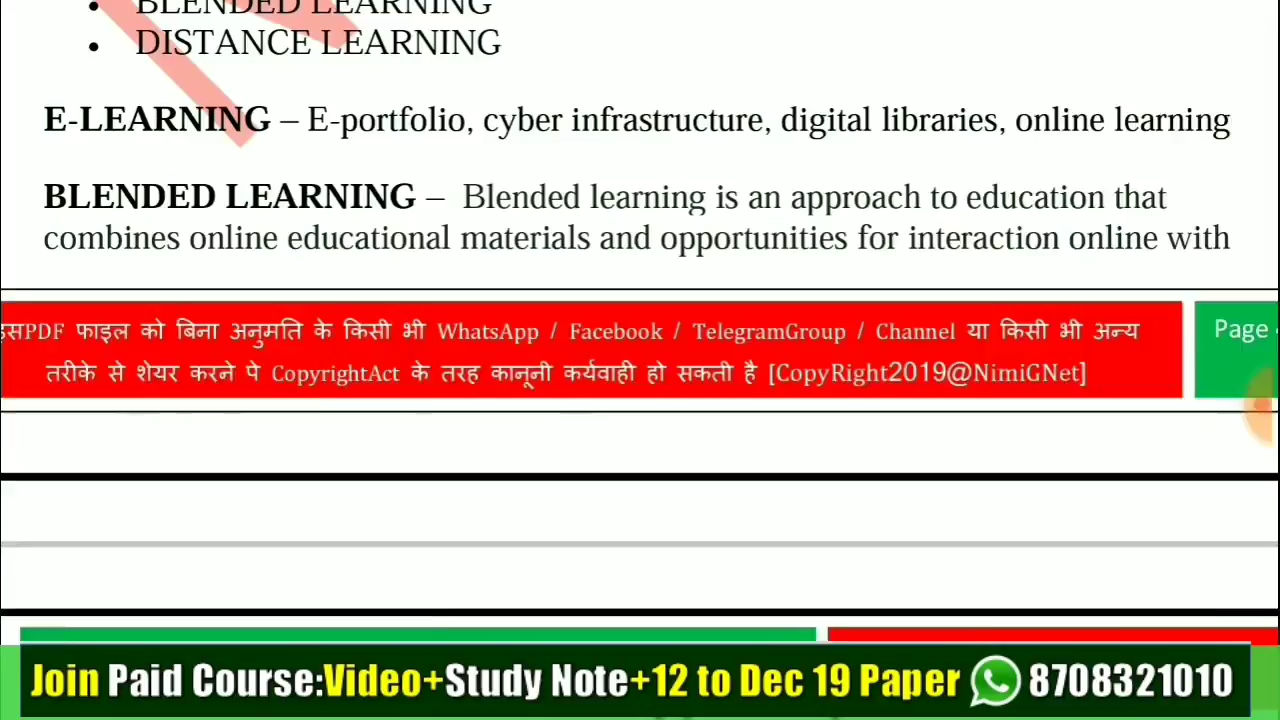 BLENDED LEARNING
• DISTANCE LEARNING
E-LEARNING – E-portfolio, cyber infrastructure, digital libraries, online learning
BLENDED LEARNING – Blended learning is an approach to education that
combines online educational materials and opportunities for interaction online with
इसPDF फाइल को बिना अनुमति के किसी भी WhatsApp / Facebook / TelegramGroup / Channel या किसी भी अन्य
तरीके से शेयर करने पे CopyrightAct के तरह कानूनी कर्यवाही हो सकती है [CopyRight2019@NimiGNet]
Page
Join Paid Course:Video+Study Note+12 to Dec 19 Paper 8708321010